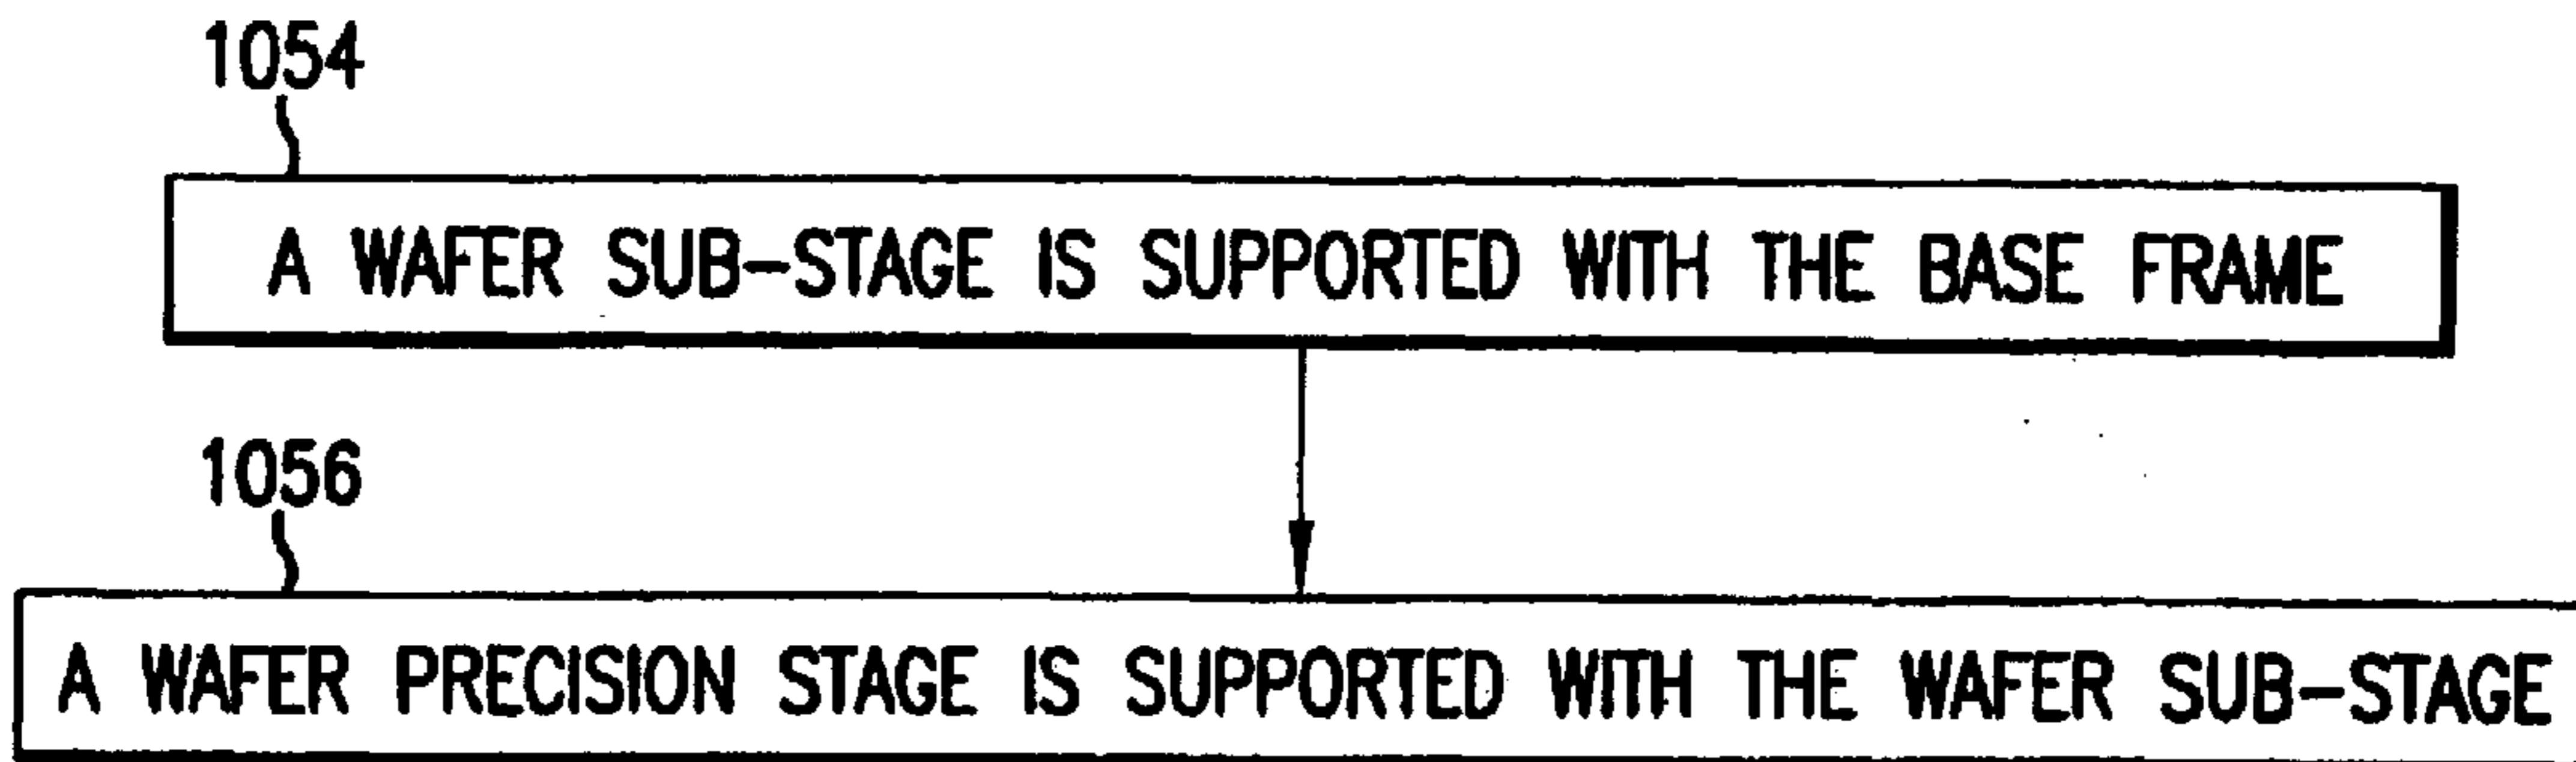 1054
A WAFER SUB-STAGE IS SUPPORTED WITH THE BASE FRAME
1056
A WAFER PRECISION STAGE IS SUPPORTED WITH THE WAFER SUB-STAGE